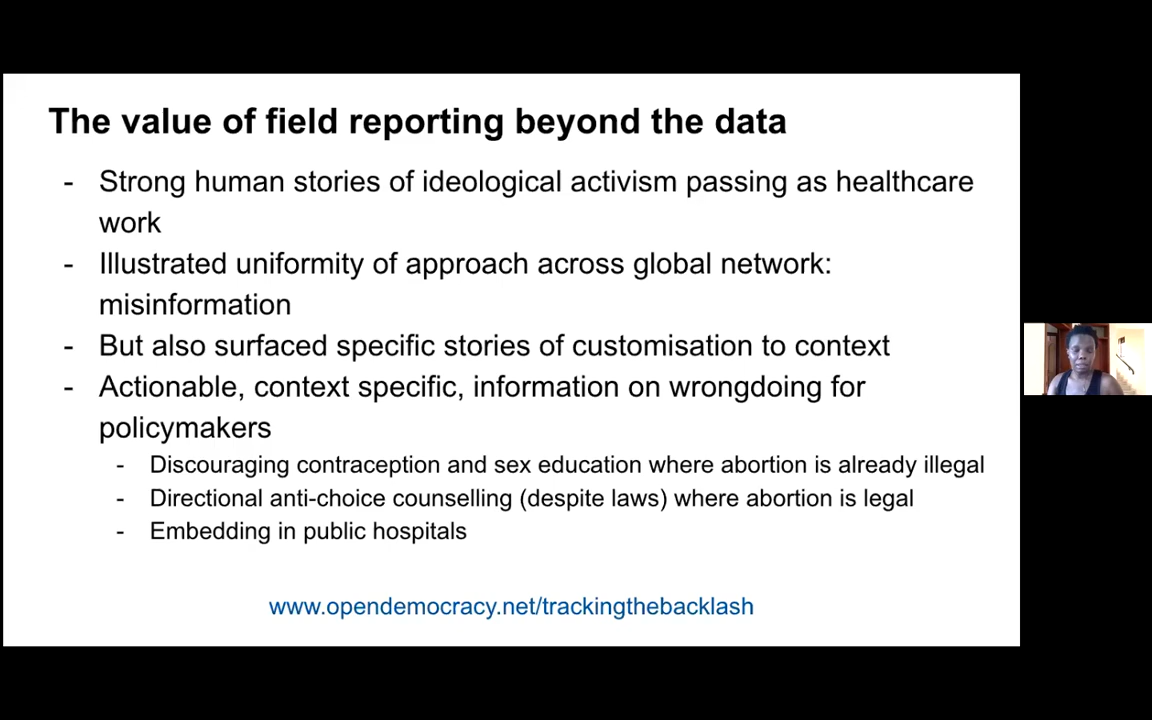 The value of field reporting beyond the data
- Strong human stories of ideological activism passing as healthcare
work
- Illustrated uniformity of approach across global network:
misinformation
- But also surfaced specific stories of customisation to context
- Actionable, context specific, information on wrongdoing for
policymakers
- Discouraging contraception and sex education where abortion is already illegal
- Directional anti-choice counselling (despite laws) where abortion is legal
- Embedding in public hospitals
www.opendemocracy.net/trackingthebacklash